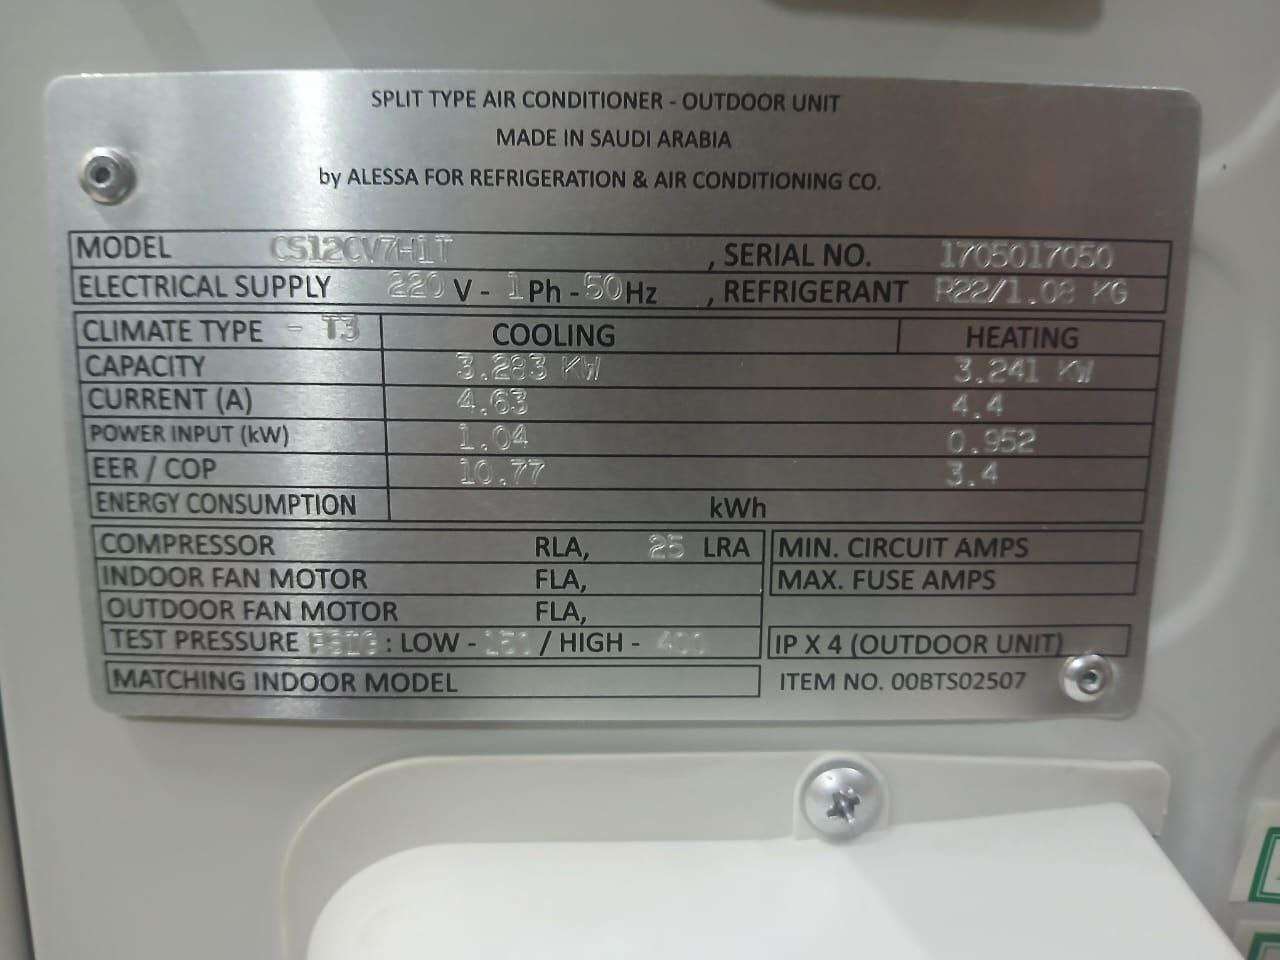 SPLIT TYPE AIR CONDITIONER - OUTDOOR UNIT
MADE IN SAUDI ARABIA
by ALESSA FOR REFRIGERATION & AIR CONDITIONING CO.
MODEL CS12CV7H1T , SERIAL NO. 1705017050
ELECTRICAL SUPPLY 220 V - 1 Ph - 50 Hz , REFRIGERANT R22/1.08 KG
CLIMATE TYPE - T3 COOLING HEATING
CAPACITY 3.283 KW 3.241 KW
CURRENT (A) 4.63 4.4
POWER INPUT (kW) 1.04 0.952
EER / COP 10.77 3.4
ENERGY CONSUMPTION kWh
COMPRESSOR RLA, 25 LRA MIN. CIRCUIT AMPS
INDOOR FAN MOTOR FLA, MAX. FUSE AMPS
OUTDOOR FAN MOTOR FLA,
TEST PRESSURE PSIG : LOW - / HIGH - 400 IP X 4 (OUTDOOR UNIT)
MATCHING INDOOR MODEL ITEM NO. 00BTS02507